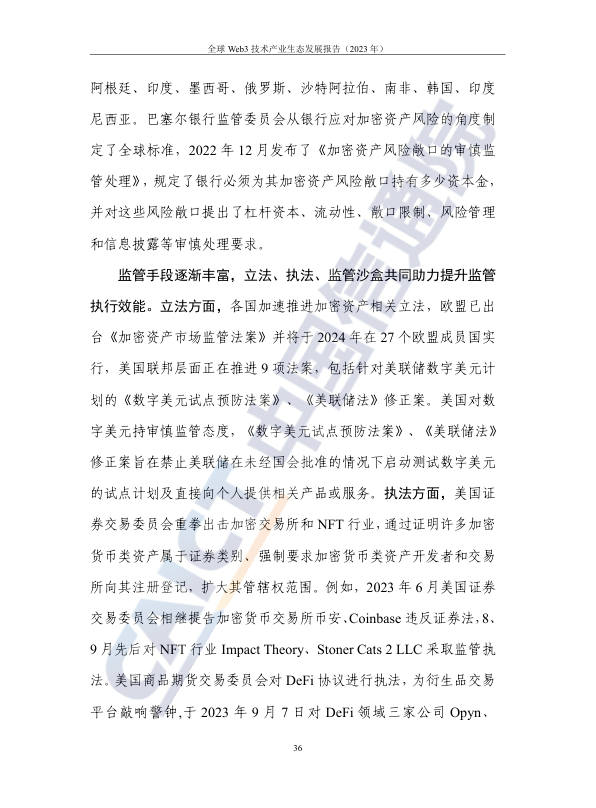 全球 Web3 技术产业生态发展报告（2023 年）
阿根廷、印度、墨西哥、俄罗斯、沙特阿拉伯、南非、韩国、印度
尼西亚。巴塞尔银行监管委员会从银行应对加密资产风险的角度制
定了全球标准，2022 年 12 月发布了《加密资产风险敞口的审慎监
管处理》，规定了银行必须为其加密资产风险敞口持有多少资本金，
并对这些风险敞口提出了杠杆资本、流动性、敞口限制、风险管理
和信息披露等审慎处理要求。
监管手段逐渐丰富，立法、执法、监管沙盒共同助力提升监管
执行效能。立法方面，各国加速推进加密资产相关立法，欧盟已出
台《加密资产市场监管法案》并将于 2024 年在 27 个欧盟成员国实
行，美国联邦层面正在推进 9 项法案，包括针对美联储数字美元计
划的《数字美元试点预防法案》、《美联储法》修正案。美国对数
字美元持审慎监管态度，《数字美元试点预防法案》、《美联储法》
修正案旨在禁止美联储在未经国会批准的情况下启动测试数字美元
的试点计划及直接向个人提供相关产品或服务。执法方面，美国证
券交易委员会重拳出击加密交易所和 NFT 行业，通过证明许多加密
货币类资产属于证券类别、强制要求加密货币类资产开发者和交易
所向其注册登记，扩大其管辖权范围。例如，2023 年 6 月美国证券
交易委员会相继提告加密货币交易所币安、Coinbase 违反证券法，8、
9 月先后对 NFT 行业 Impact Theory、Stoner Cats 2 LLC 采取监管执
法。美国商品期货交易委员会对 DeFi 协议进行执法，为衍生品交易
平台敲响警钟,于 2023 年 9 月 7 日对 DeFi 领域三家公司 Opyn、
36
CAICT 中国信通院